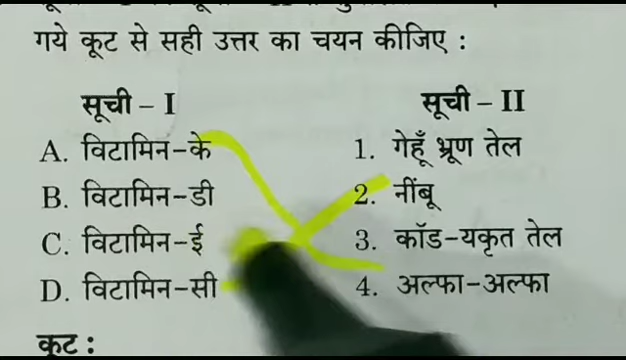 गये कूट से सही उत्तर का चयन कीजिए :
सूची – I सूची – II
A. विटामिन-के 1. गेहूँ भ्रूण तेल
B. विटामिन-डी 2. नींबू
C. विटामिन-ई 3. कॉड-यकृत तेल
D. विटामिन-सी 4. अल्फा-अल्फा
कूट :